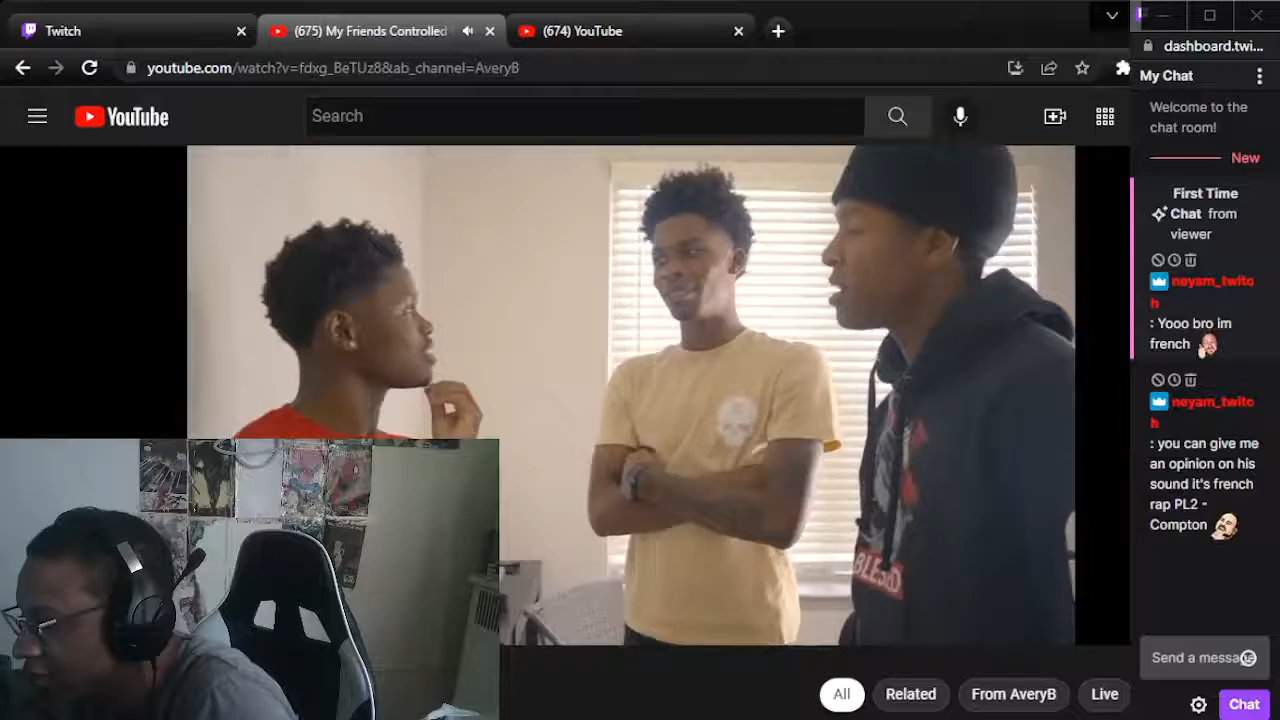 Twitch
(675) My Friends Controlled
(674) YouTube
youtube.com/watch?v=fdxg_BeTUz8&ab_channel=AveryB
YouTube
Search
BLESSD
All
Related
From AveryB
Live
dashboard.twi...
My Chat
Welcome to the
chat room!
New
First Time
Chat from
viewer
neyam_twitc
h
: Yooo bro im
french
neyam_twitc
h
: you can give me
an opinion on his
sound it's french
rap PL2 -
Compton
Send a messag
Chat